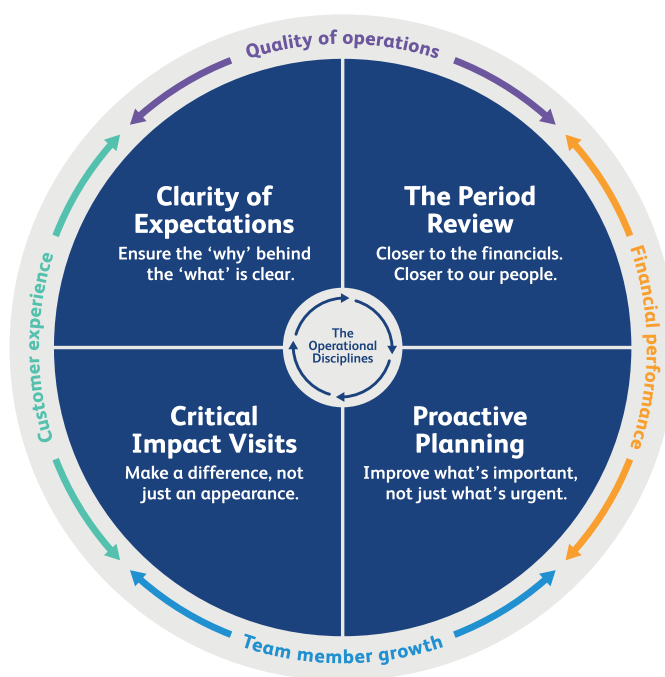 Quality of operations
Clarity of
Expectations
Ensure the ‘why’ behind
the ‘what’ is clear.
The Period
Review
Closer to the financials.
Closer to our people.
Customer experience
The
Operational
Disciplines
Financial performance
Critical
Impact Visits
Make a difference, not
just an appearance.
Proactive
Planning
Improve what’s important,
not just what’s urgent.
Team member growth